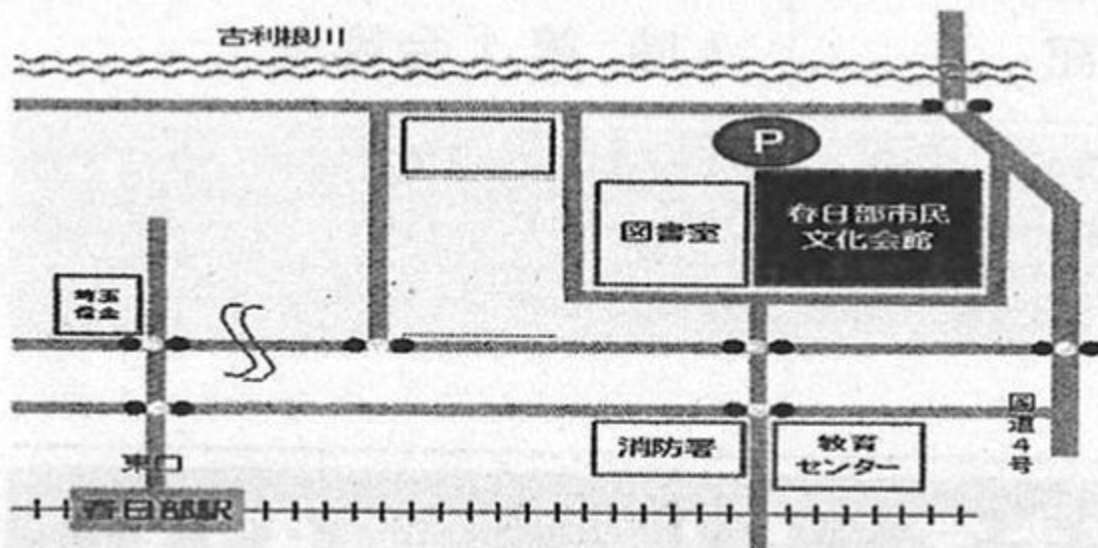 古利根川
P
図書室
春日部市民
文化会館
埼玉
国道4号
消防署
教育
センター
東口
春日部駅